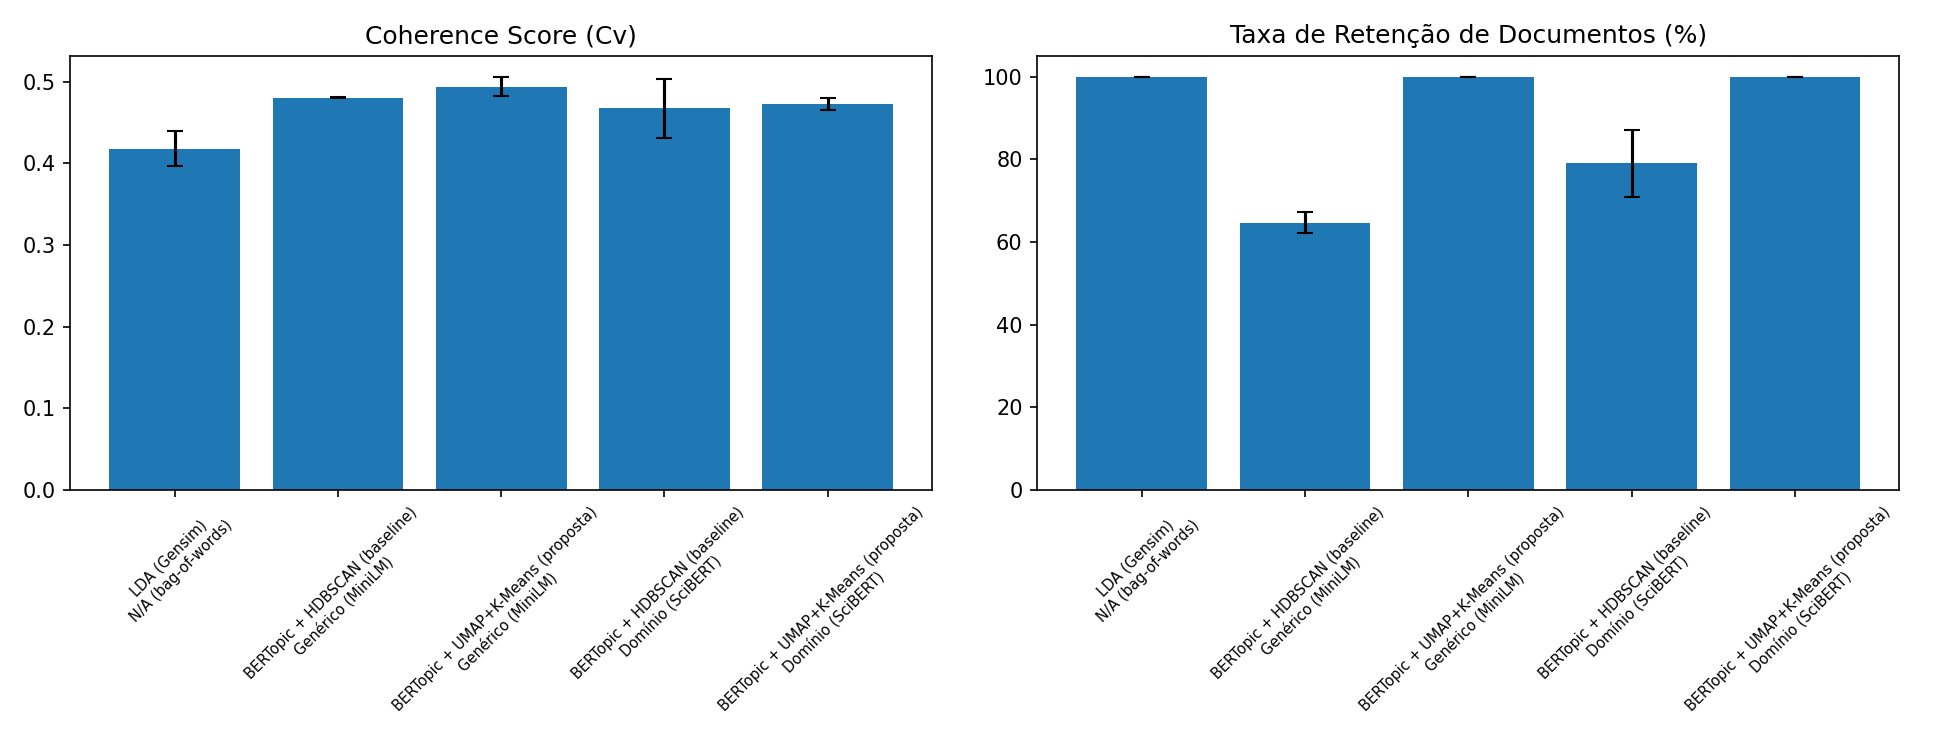 Coherence Score (Cv)
0.5
0.4
0.3
0.2
0.1
0.0
LDA (Gensim)
N/A (bag-of-words)
BERTopic + HDBSCAN (baseline)
Genérico (MiniLM)
BERTopic + UMAP+K-Means (proposta)
Genérico (MiniLM)
BERTopic + HDBSCAN (baseline)
Domínio (SciBERT)
BERTopic + UMAP+K-Means (proposta)
Domínio (SciBERT)
Taxa de Retenção de Documentos (%)
100
80
60
40
20
0
LDA (Gensim)
N/A (bag-of-words)
BERTopic + HDBSCAN (baseline)
Genérico (MiniLM)
BERTopic + UMAP+K-Means (proposta)
Genérico (MiniLM)
BERTopic + HDBSCAN (baseline)
Domínio (SciBERT)
BERTopic + UMAP+K-Means (proposta)
Domínio (SciBERT)